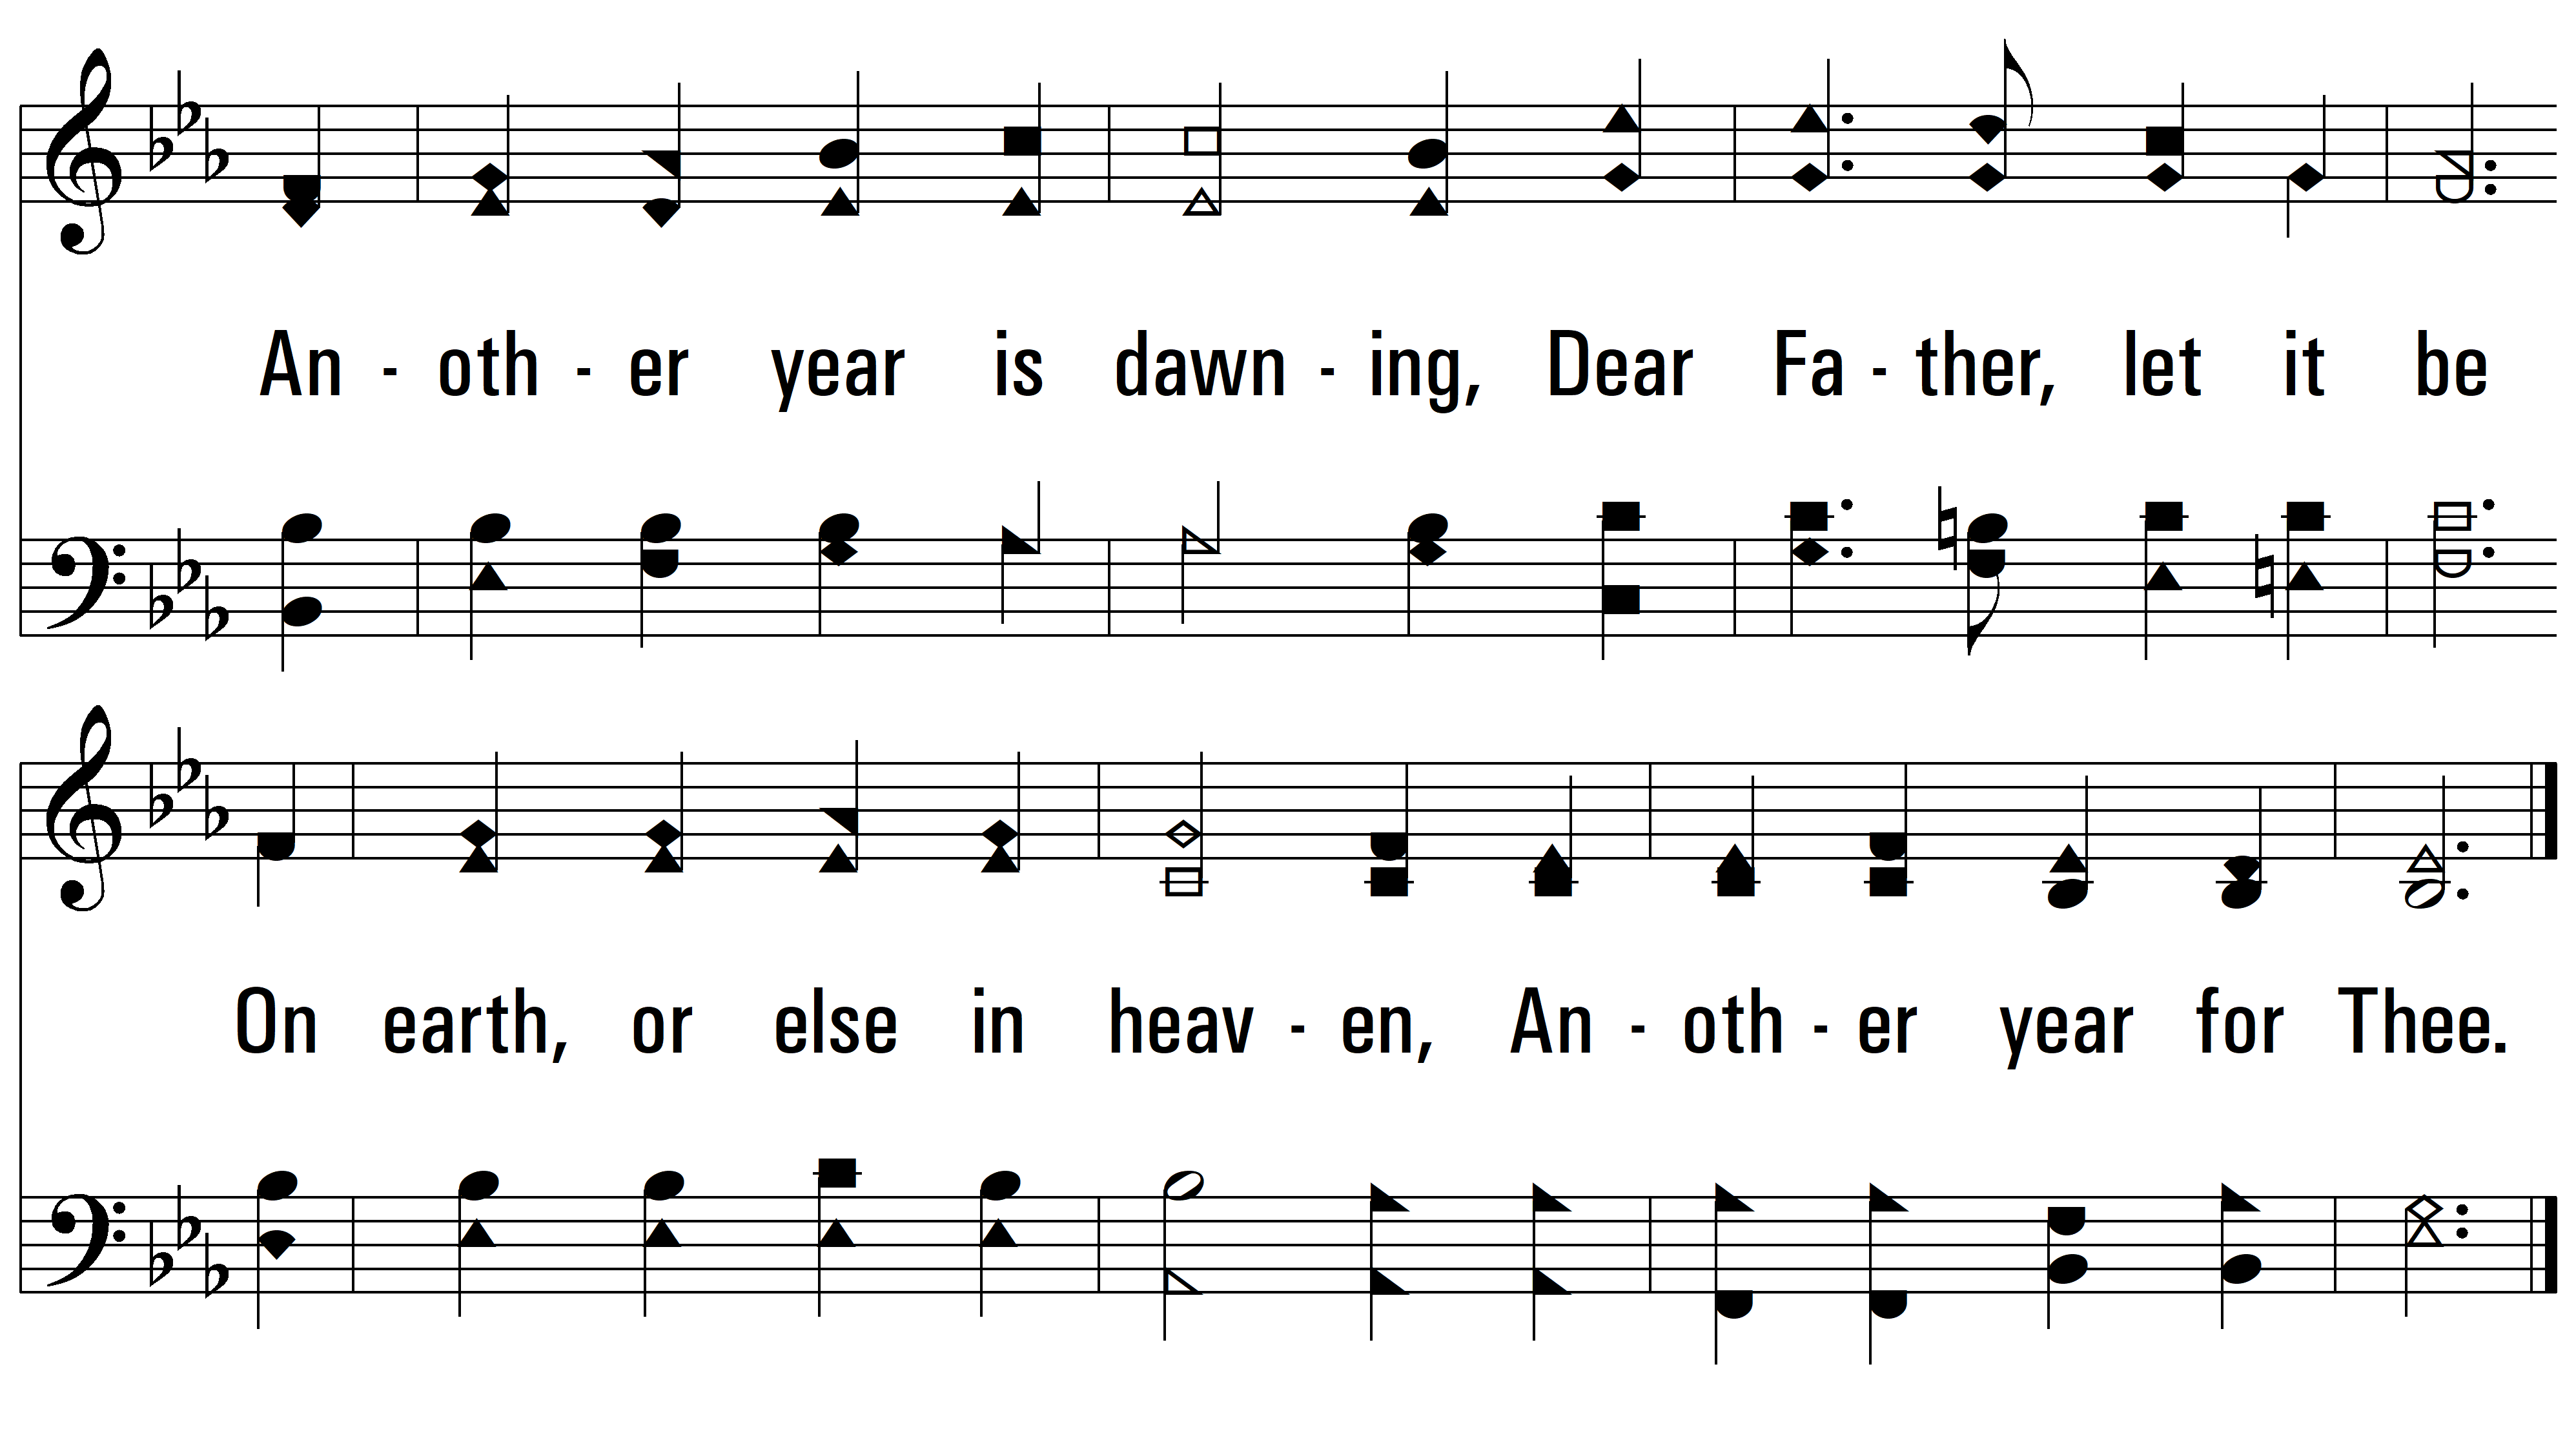 An - oth - er year is dawn - ing, Dear Fa - ther, let it be
On earth, or else in heav - en, An - oth - er year for Thee.